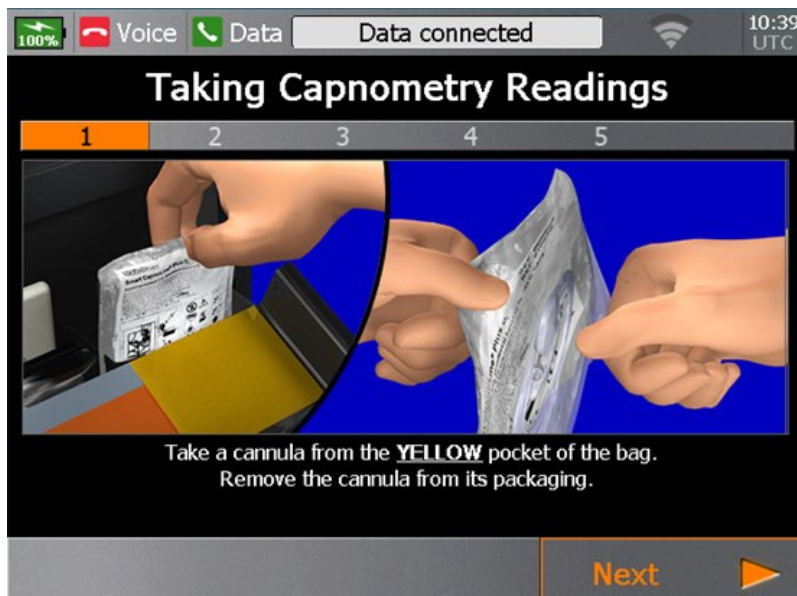 100%
Voice
Data
Data connected
10:39
UTC
Taking Capnometry Readings
1 2 3 4 5
Take a cannula from the YELLOW pocket of the bag.
Remove the cannula from its packaging.
Next